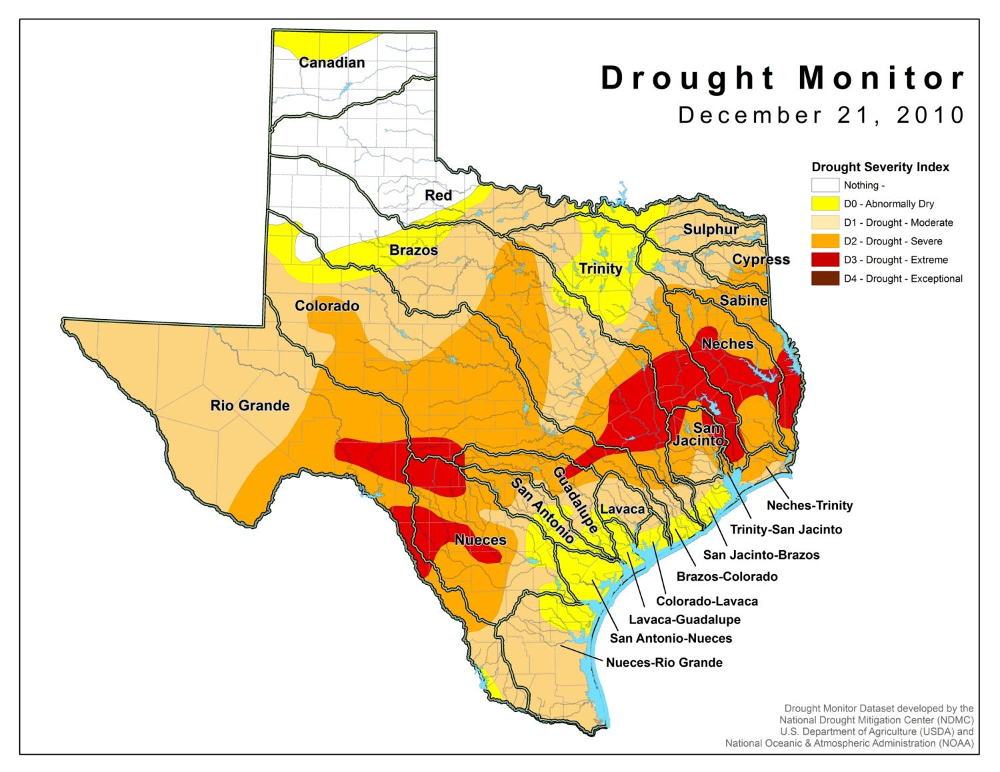 Drought Monitor
December 21, 2010
Drought Severity Index
Nothing -
D0 - Abnormally Dry
D1 - Drought - Moderate
D2 - Drought - Severe
D3 - Drought - Extreme
D4 - Drought - Exceptional
Canadian
Red
Brazos
Trinity
Sulphur
Cypress
Sabine
Colorado
Neches
Rio Grande
San
Jacinto
Guadalupe
San Antonio
Lavaca
Nueces
Neches-Trinity
Trinity-San Jacinto
San Jacinto-Brazos
Brazos-Colorado
Colorado-Lavaca
Lavaca-Guadalupe
San Antonio-Nueces
Nueces-Rio Grande
Drought Monitor Dataset developed by the
National Drought Mitigation Center (NDMC)
U.S. Department of Agriculture (USDA) and
National Oceanic & Atmospheric Administration (NOAA)